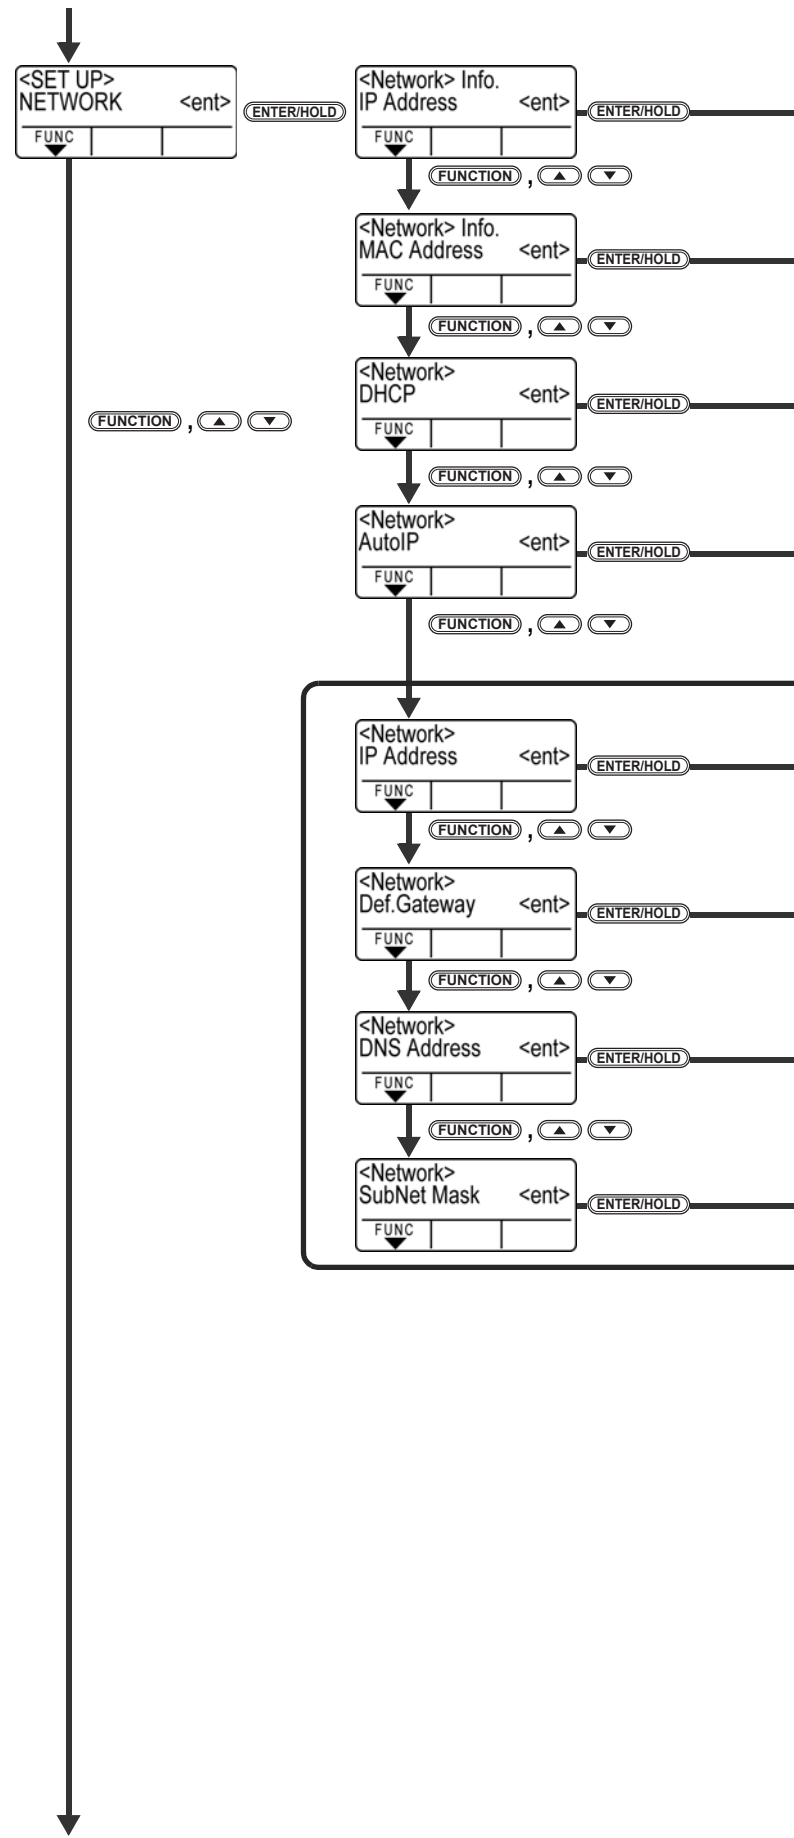 <SET UP>
NETWORK <ent>
FUNC
ENTER/HOLD
<Network> Info.
IP Address <ent>
FUNC
ENTER/HOLD
FUNCTION , ▲ ▼
<Network> Info.
MAC Address <ent>
FUNC
ENTER/HOLD
FUNCTION , ▲ ▼
<Network>
DHCP <ent>
FUNC
ENTER/HOLD
FUNCTION , ▲ ▼
FUNCTION , ▲ ▼
<Network>
AutoIP <ent>
FUNC
ENTER/HOLD
FUNCTION , ▲ ▼
<Network>
IP Address <ent>
FUNC
ENTER/HOLD
FUNCTION , ▲ ▼
<Network>
Def.Gateway <ent>
FUNC
ENTER/HOLD
FUNCTION , ▲ ▼
<Network>
DNS Address <ent>
FUNC
ENTER/HOLD
FUNCTION , ▲ ▼
<Network>
SubNet Mask <ent>
FUNC
ENTER/HOLD